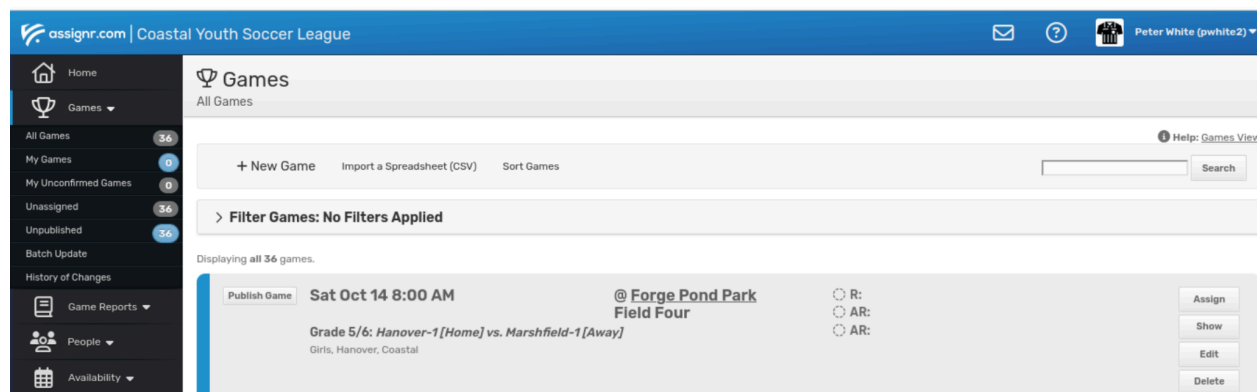 assignr.com | Coastal Youth Soccer League
Peter White (pwhite2)
Home
Games
All Games 36
My Games 0
My Unconfirmed Games 0
Unassigned 36
Unpublished 36
Batch Update
History of Changes
Game Reports
People
Availability
Games
All Games
Help: Games View
+ New Game Import a Spreadsheet (CSV) Sort Games Search
> Filter Games: No Filters Applied
Displaying all 36 games.
Publish Game Sat Oct 14 8:00 AM
Grade 5/6: Hanover-1 [Home] vs. Marshfield-1 [Away]
Girls, Hanover, Coastal
@ Forge Pond Park
Field Four
R:
AR:
AR:
Assign
Show
Edit
Delete